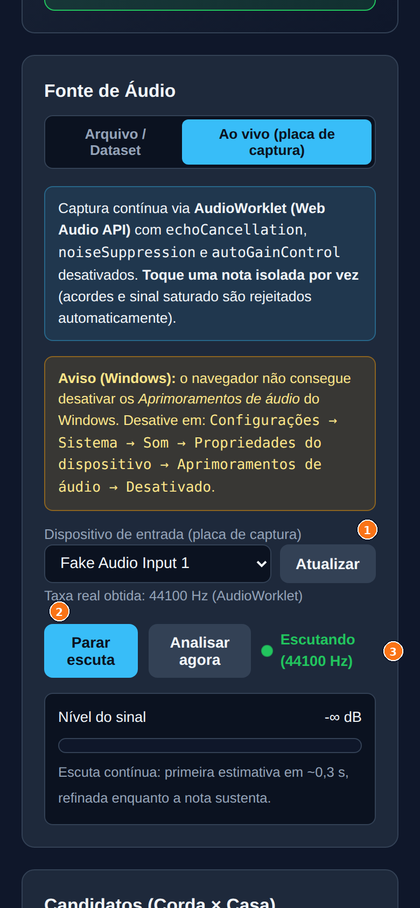 Fonte de Áudio
Arquivo /
Dataset
Ao vivo (placa de
captura)
Captura contínua via AudioWorklet (Web
Audio API) com echoCancellation,
noiseSuppression e autoGainControl
desativados. Toque uma nota isolada por vez
(acordes e sinal saturado são rejeitados
automaticamente).
Aviso (Windows): o navegador não consegue
desativar os Aprimoramentos de áudio do
Windows. Desative em: Configurações →
Sistema → Som → Propriedades do
dispositivo → Aprimoramentos de
áudio → Desativado.
1
Dispositivo de entrada (placa de captura)
Fake Audio Input 1
Atualizar
Taxa real obtida: 44100 Hz (AudioWorklet)
2
Parar
escuta
Analisar
agora
Escutando
(44100 Hz)
3
Nível do sinal
-∞ dB
Escuta contínua: primeira estimativa em ~0,3 s,
refinada enquanto a nota sustenta.
Candidatos (Corda × Casa)